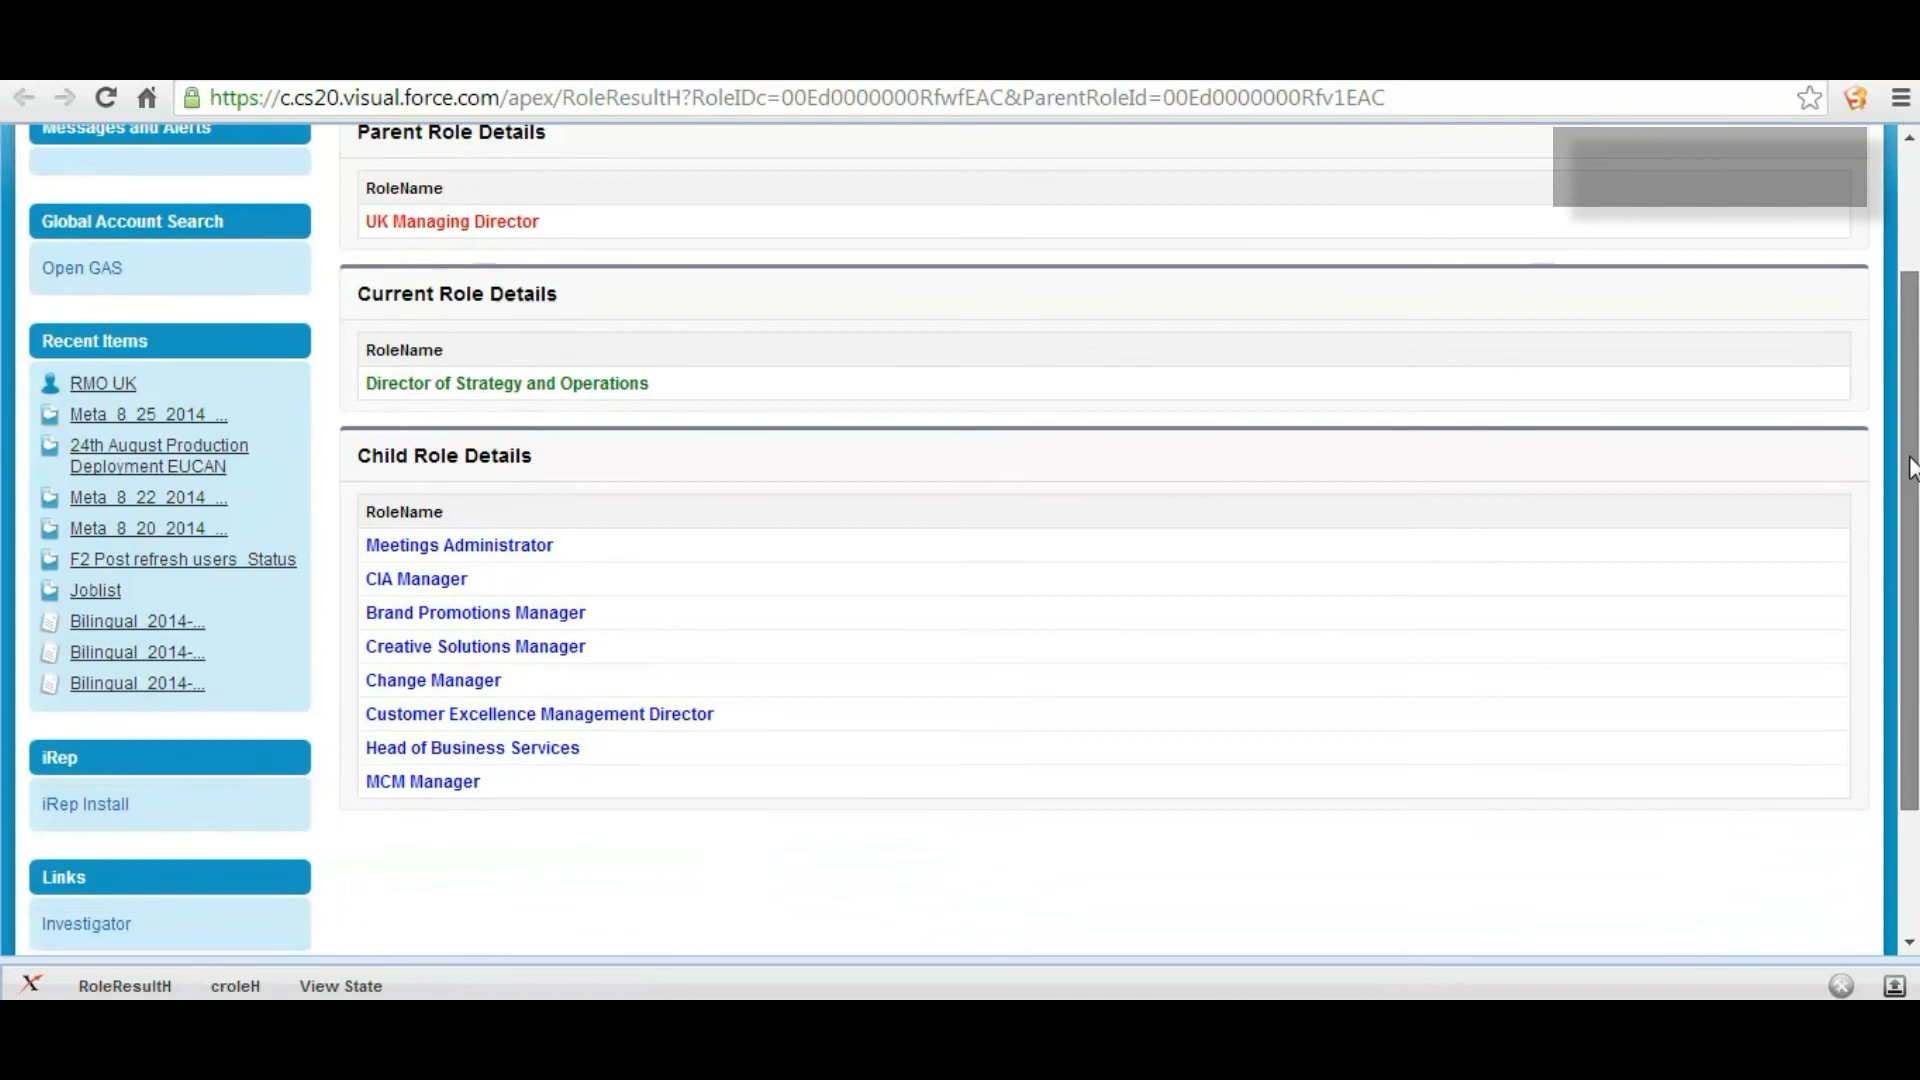 https://c.cs20.visual.force.com/apex/RoleResultH?RoleIDc=00Ed0000000RfwfEAC&ParentRoleId=00Ed0000000Rfv1EAC
Messages and Alerts
Global Account Search
Open GAS
Recent Items
RMO UK
Meta_8_25_2014_...
24th August Production
Deployment EUCAN
Meta_8_22_2014_...
Meta_8_20_2014_...
F2 Post refresh users_Status
Joblist
Bilingual_2014-...
Bilingual_2014-...
Bilingual_2014-...
iRep
iRep Install
Links
Investigator
Parent Role Details
RoleName
UK Managing Director
Current Role Details
RoleName
Director of Strategy and Operations
Child Role Details
RoleName
Meetings Administrator
CIA Manager
Brand Promotions Manager
Creative Solutions Manager
Change Manager
Customer Excellence Management Director
Head of Business Services
MCM Manager
RoleResultH croleH View State